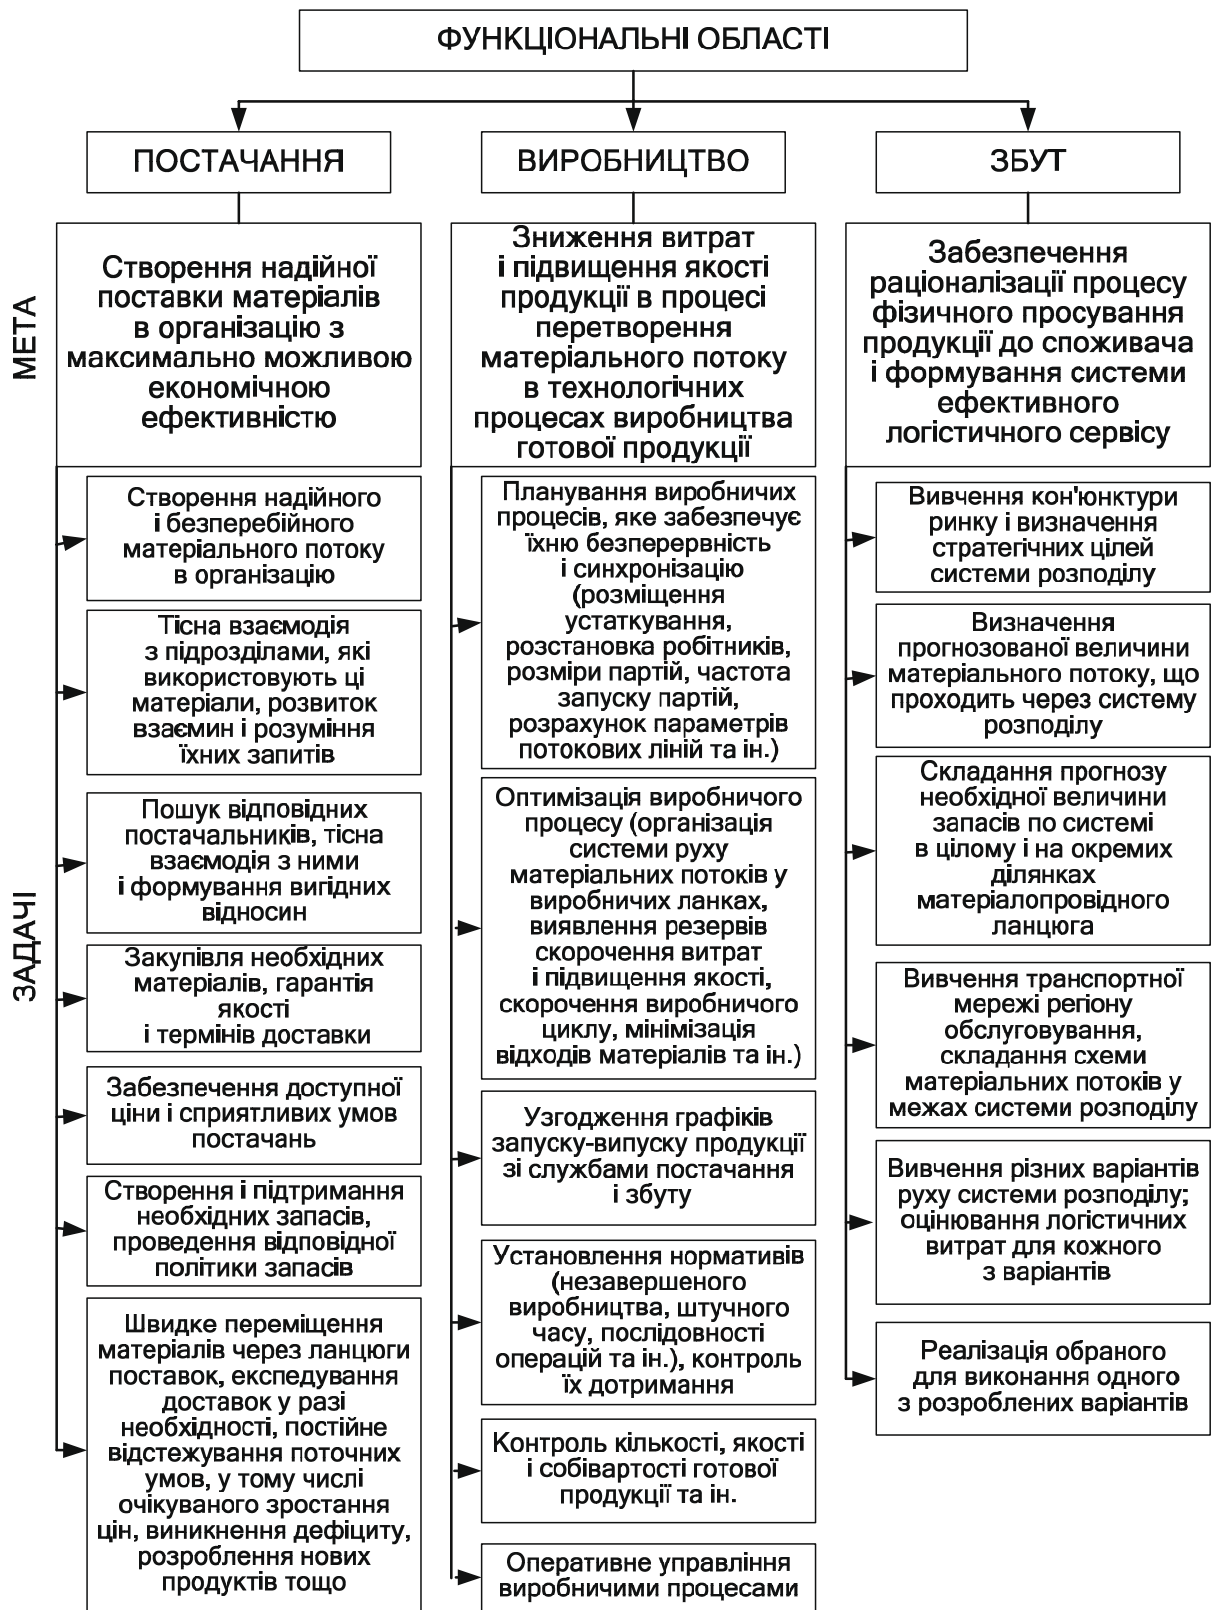 ФУНКЦІОНАЛЬНІ ОБЛАСТІ
ПОСТАЧАННЯ
ВИРОБНИЦТВО
ЗБУТ
МЕТА
Створення надійної
поставки матеріалів
в організацію з
максимально можливою
економічною
ефективністю
Зниження витрат
і підвищення якості
продукції в процесі
перетворення
матеріального потоку
в технологічних
процесах виробництва
готової продукції
Забезпечення
раціоналізації процесу
фізичного просування
продукції до споживача
і формування системи
ефективного
логістичного сервісу
ЗАДАЧІ
Створення надійного
і безперебійного
матеріального потоку
в організацію
Тісна взаємодія
з підрозділами, які
використовують ці
матеріали, розвиток
взаємин і розуміння
їхних запитів
Пошук відповідних
постачальників, тісна
взаємодія з ними
і формування вигідних
відносин
Закупівля необхідних
матеріалів, гарантія
якості
і термінів доставки
Забезпечення доступної
ціни і сприятливих умов
постачань
Створення і підтримання
необхідних запасів,
проведення відповідної
політики запасів
Швидке переміщення
матеріалів через ланцюги
поставок, експедування
доставок у разі
необхідності, постійне
відстежування поточних
умов, у тому числі
очікуваного зростання
цін, виникнення дефіциту,
розроблення нових
продуктів тощо
Планування виробничих
процесів, яке забезпечує
їхню безперервність
і синхронізацію
(розміщення
устаткування,
розстановка робітників,
розміри партій, частота
запуску партій,
розрахунок параметрів
потокових ліній та ін.)
Оптимізація виробничого
процесу (організація
системи руху
матеріальних потоків у
виробничих ланках,
виявлення резервів
скорочення витрат
і підвищення якості,
скорочення виробничого
циклу, мінімізація
відходів матеріалів та ін.)
Узгодження графіків
запуску-випуску продукції
зі службами постачання
і збуту
Установлення нормативів
(незавершеного
виробництва, штучного
часу, послідовності
операцій та ін.), контроль
їх дотримання
Контроль кількості, якості
і собівартості готової
продукції та ін.
Оперативне управління
виробничими процесами
Вивчення кон'юнктури
ринку і визначення
стратегічних цілей
системи розподілу
Визначення
прогнозованої величини
матеріального потоку, що
проходить через систему
розподілу
Складання прогнозу
необхідної величини
запасів по системі
в цілому і на окремих
ділянках
матеріалопровідного
ланцюга
Вивчення транспортної
мережі регіону
обслуговування,
складання схеми
матеріальних потоків у
межах системи розподілу
Вивчення різних варіантів
руху системи розподілу;
оцінювання логістичних
витрат для кожного
з варіантів
Реалізація обраного
для виконання одного
з розроблених варіантів